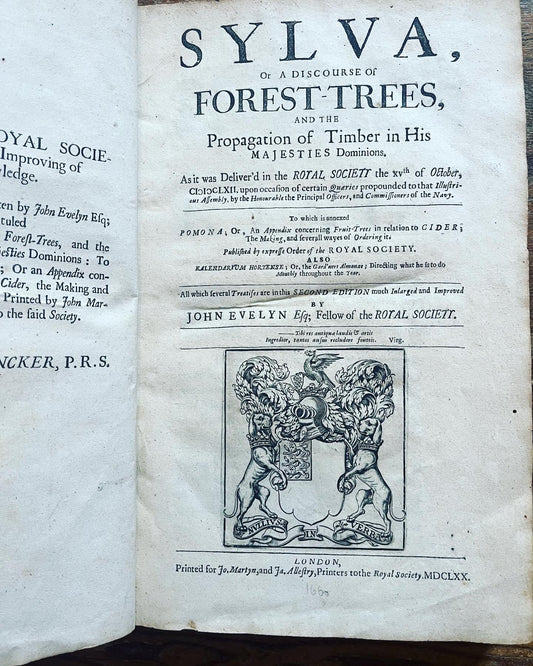 OYAL SOCIE-
Improving of
ledge.
ten by John Evelyn Esq;
tuled
Forest-Trees, and the
jesties Dominions: To
; Or an Appendix con-
Cider, the Making and
Printed by John Mar-
o the said Society.
NCKER, P.R.S.
SYLVA,
Or A DISCOURSE Of
FOREST-TREES,
AND THE
Propagation of Timber in His
MAJESTIES Dominions.
As it was Deliver'd in the ROYAL SOCIETY the xvth of October,
CIↃIↃCLXII. upon occasion of certain Quæries propounded to that Illustri-
ous Assembly, by the Honourable the Principal Officers, and Commissioners of the Navy.
To which is annexed
POMONA; Or, An Appendix concerning Fruit-Trees in relation to CIDER;
The Making, and severall wayes of Ordering it.
Published by expresse Order of the ROYAL SOCIETY.
ALSO
KALENDARIUM HORTENSE; Or, the Gard'ners Almanac; Directing what he is to do
Monthly throughout the Year.
All which several Treatises are in this SECOND EDITION much Inlarged and Improved
BY
JOHN EVELYN Esq; Fellow of the ROYAL SOCIETY.
—— Tibi res antiquæ laudis & artis
Ingredior, tantos ausus recludere fonteis. Virg.
NULLIUS IN VERBA
LONDON,
Printed for Jo. Martyn, and Ja. Allestry, Printers to the Royal Society. MDCLXX.